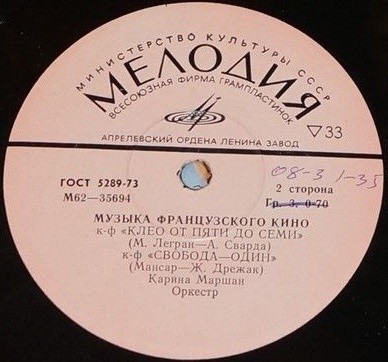 МИНИСТЕРСТВО КУЛЬТУРЫ СССР
МЕЛОДИЯ
ВСЕСОЮЗНАЯ ФИРМА ГРАМПЛАСТИНОК
АПРЕЛЕВСКИЙ ОРДЕНА ЛЕНИНА ЗАВОД
▽33
ГОСТ 5289-73
М62—35694
08-3 1-35
2 сторона
Гр. 3. 0-70
МУЗЫКА ФРАНЦУЗСКОГО КИНО
к-ф «КЛЕО ОТ ПЯТИ ДО СЕМИ»
(М. Легран—А. Сварда)
к-ф «СВОБОДА—ОДИН»
(Мансар—Ж. Дрежак)
Карина Маршан
Оркестр